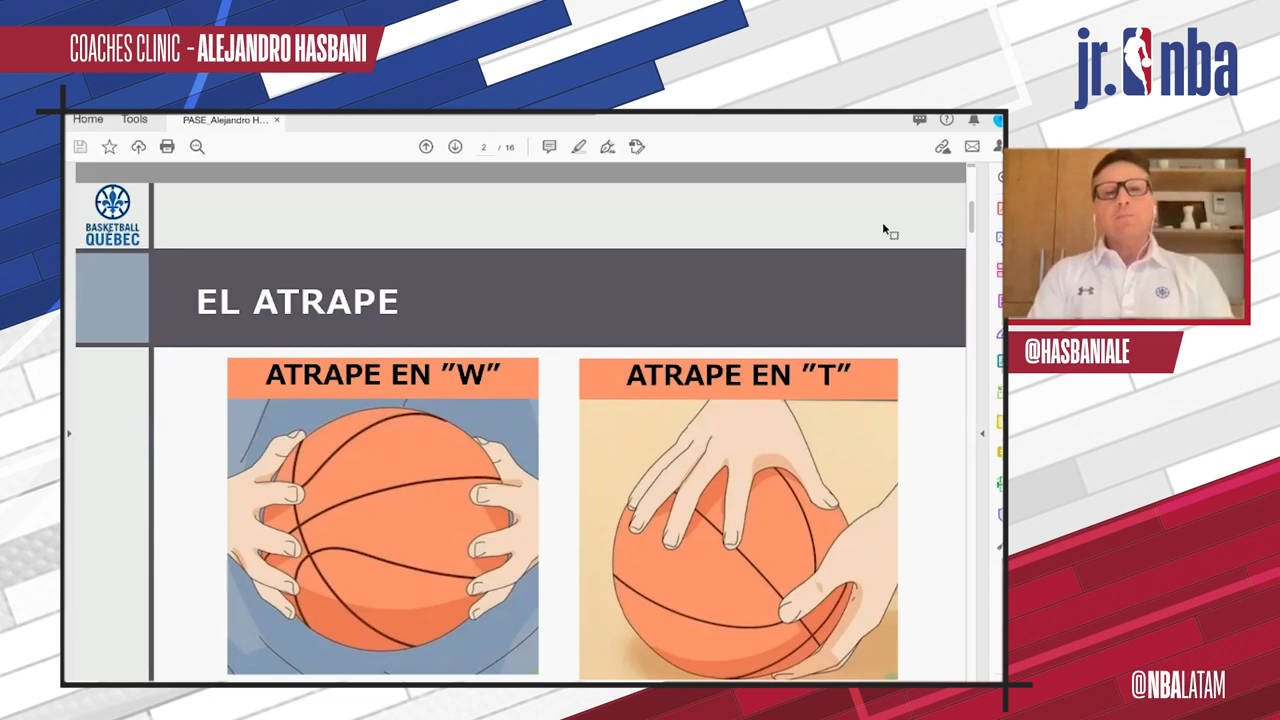 COACHES CLINIC - ALEJANDRO HASBANI
jr. nba
Home Tools PASE_Alejandro H... ×
2 / 16
BASKETBALL
QUÉBEC
EL ATRAPE
ATRAPE EN ”W”
ATRAPE EN ”T”
@HASBANIALE
@NBALATAM